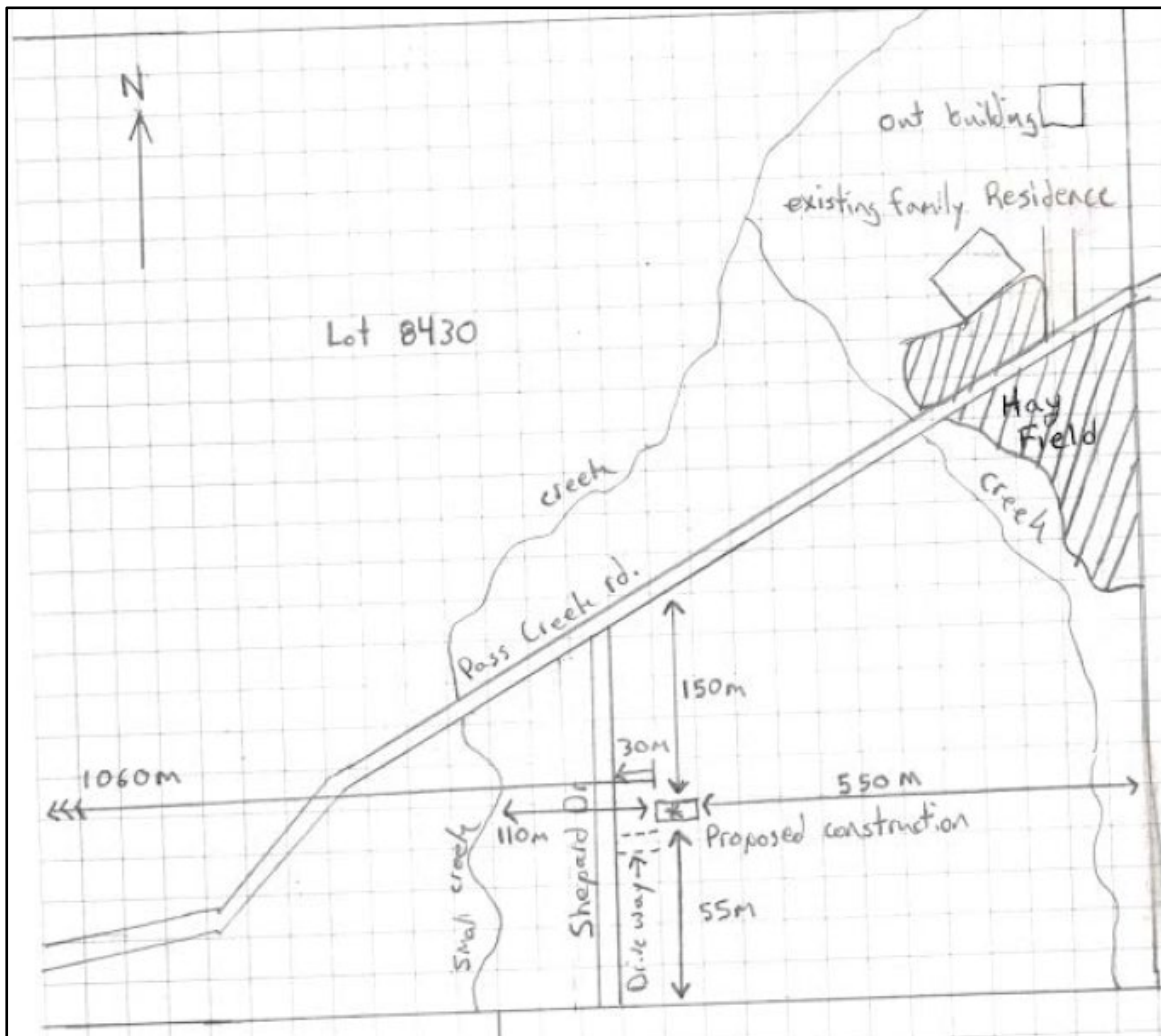 N
out building
existing family Residence
Lot 8430
Hay
Field
creek
creek
Pass Creek rd.
150m
30m
1060m
550m
110m
Proposed construction
Small creek
Shepard Dr
Drive way
55m